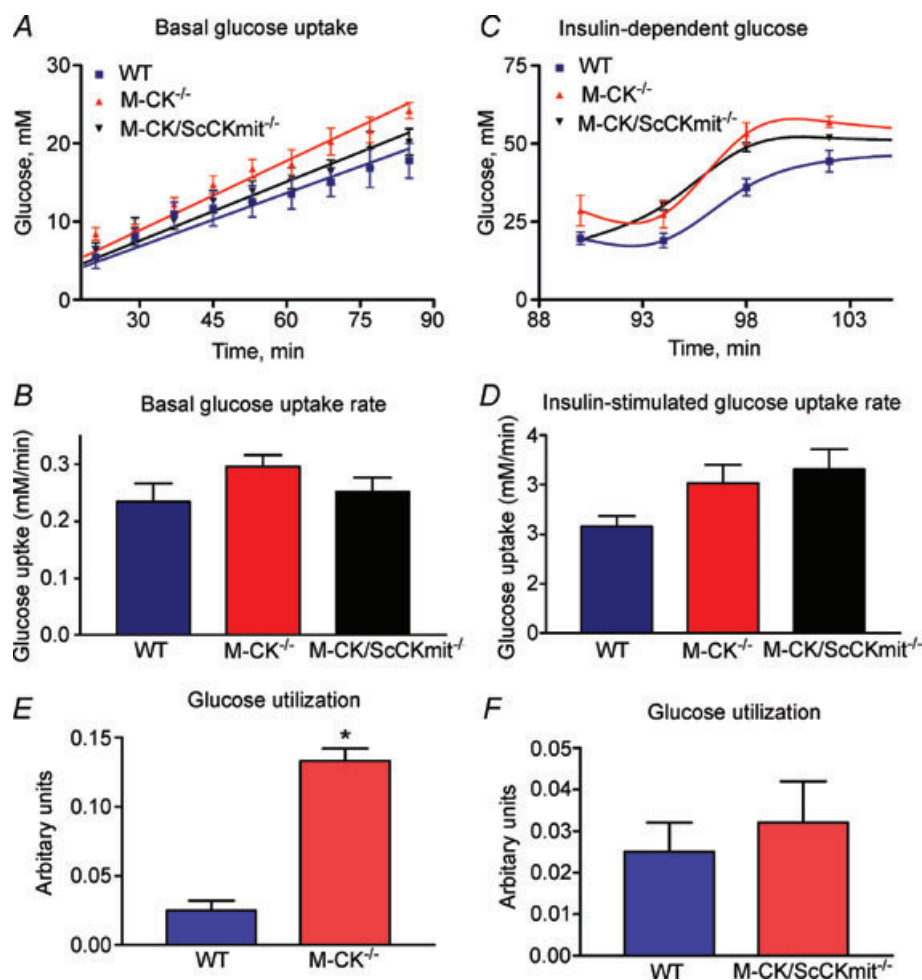 A Basal glucose uptake
Glucose, mM
30
20
10
0
WT
M-CK-/-
M-CK/ScCKmit-/-
29
45
60
75
90
Time, min
C Insulin-dependent glucose
Glucose, mM
75
50
25
0
WT
M-CK-/-
M-CK/ScCKmit-/-
88
93
98
103
Time, min
B Basal glucose uptake rate
Glucose uptke (mM/min)
0.3
0.2
0.1
0.0
WT
M-CK-/-
M-CK/ScCKmit-/-
D Insulin-stimulated glucose uptake rate
Glucose uptake (mM/min)
4
3
3
2
2
WT
M-CK-/-
M-CK/ScCKmit-/-
E Glucose utilization
Arbitary units
0.15
0.10
0.05
0.00
*
WT
M-CK-/-
F Glucose utilization
Arbitary units
0.05
0.04
0.03
0.02
0.01
0.00
WT
M-CK/ScCKmit-/-